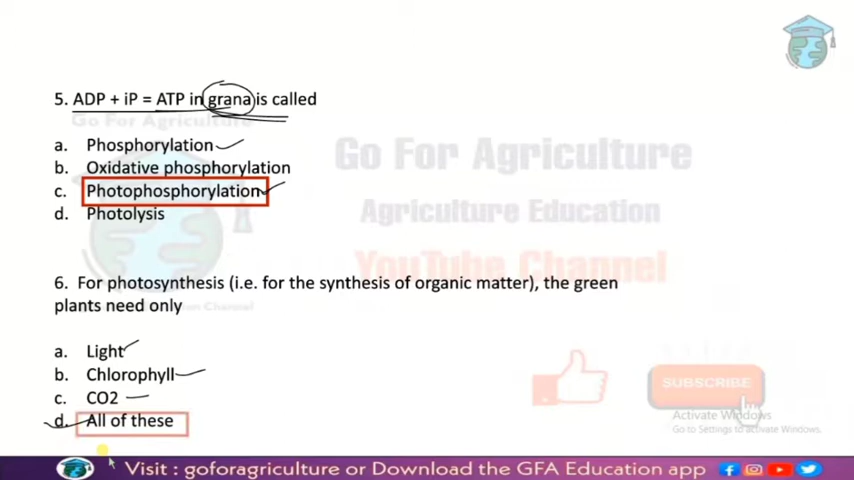 5. ADP + iP = ATP in grana is called
Go For Agriculture
a. Phosphorylation
b. Oxidative phosphorylation
c. Photophosphorylation
d. Photolysis
Go For Agriculture
Agriculture Education
YouTube Channel
6. For photosynthesis (i.e. for the synthesis of organic matter), the green
plants need only
a. Light
b. Chlorophyll
c. CO2
d. All of these
SUBSCRIBE
Activate Windows
Go to Settings to activate Windows.
Visit : goforagriculture or Download the GFA Education app